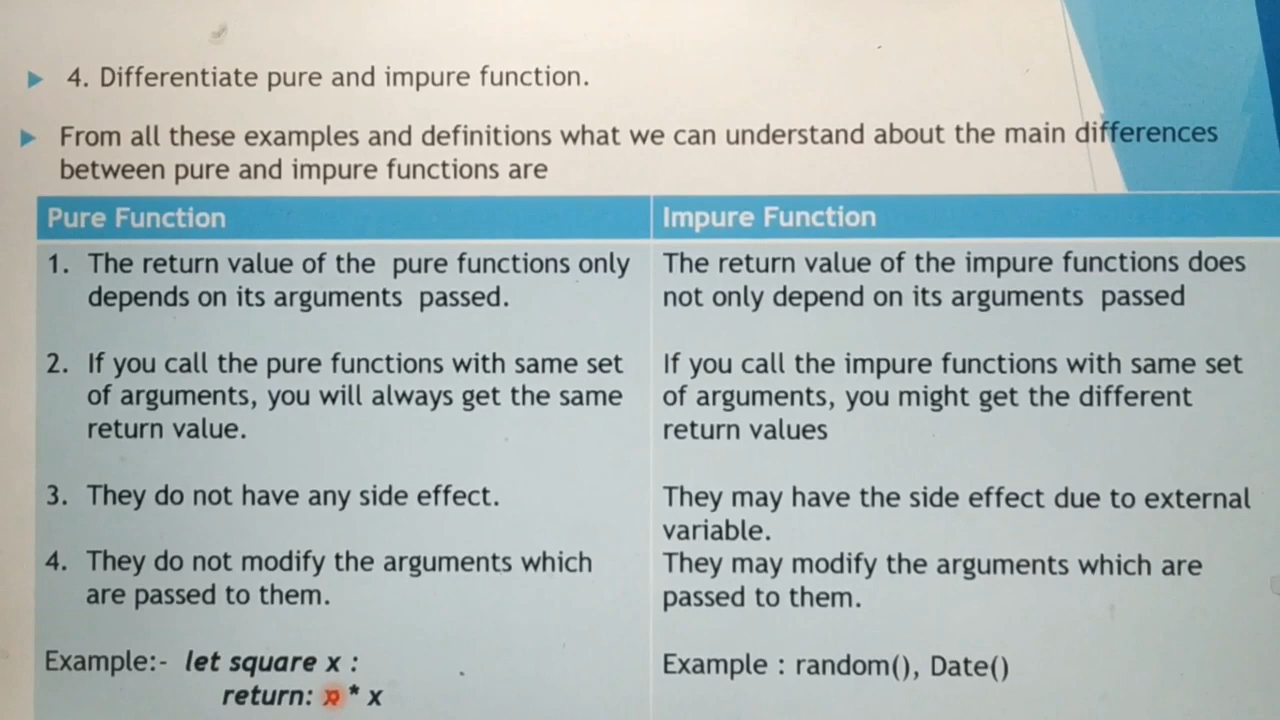 4. Differentiate pure and impure function.
From all these examples and definitions what we can understand about the main differences
between pure and impure functions are
Pure Function
Impure Function
1. The return value of the pure functions only
depends on its arguments passed.
The return value of the impure functions does
not only depend on its arguments passed
2. If you call the pure functions with same set
of arguments, you will always get the same
return value.
If you call the impure functions with same set
of arguments, you might get the different
return values
3. They do not have any side effect.
They may have the side effect due to external
variable.
4. They do not modify the arguments which
are passed to them.
They may modify the arguments which are
passed to them.
Example:- let square x :
return: x * x
Example : random(), Date()